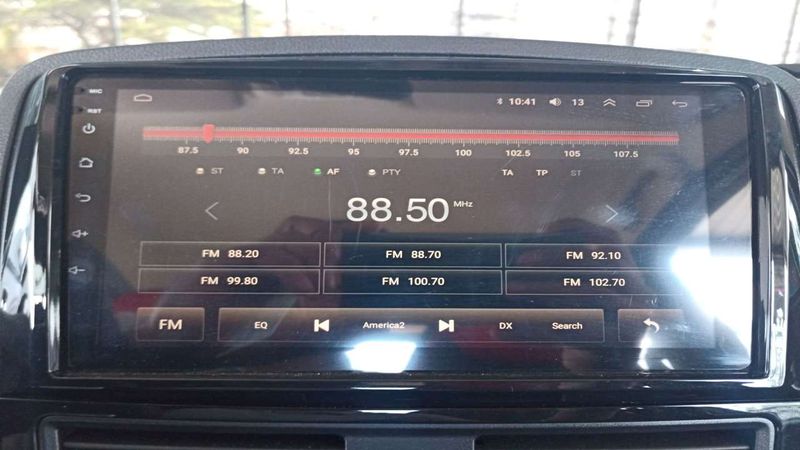 MIC
RST
10:41 13
87.5 90 92.5 95 97.5 100 102.5 105 107.5
ST TA AF PTY TA TP ST
88.50 MHz
FM 88.20 FM 88.70 FM 92.10
FM 99.80 FM 100.70 FM 102.70
FM EQ America2 DX Search